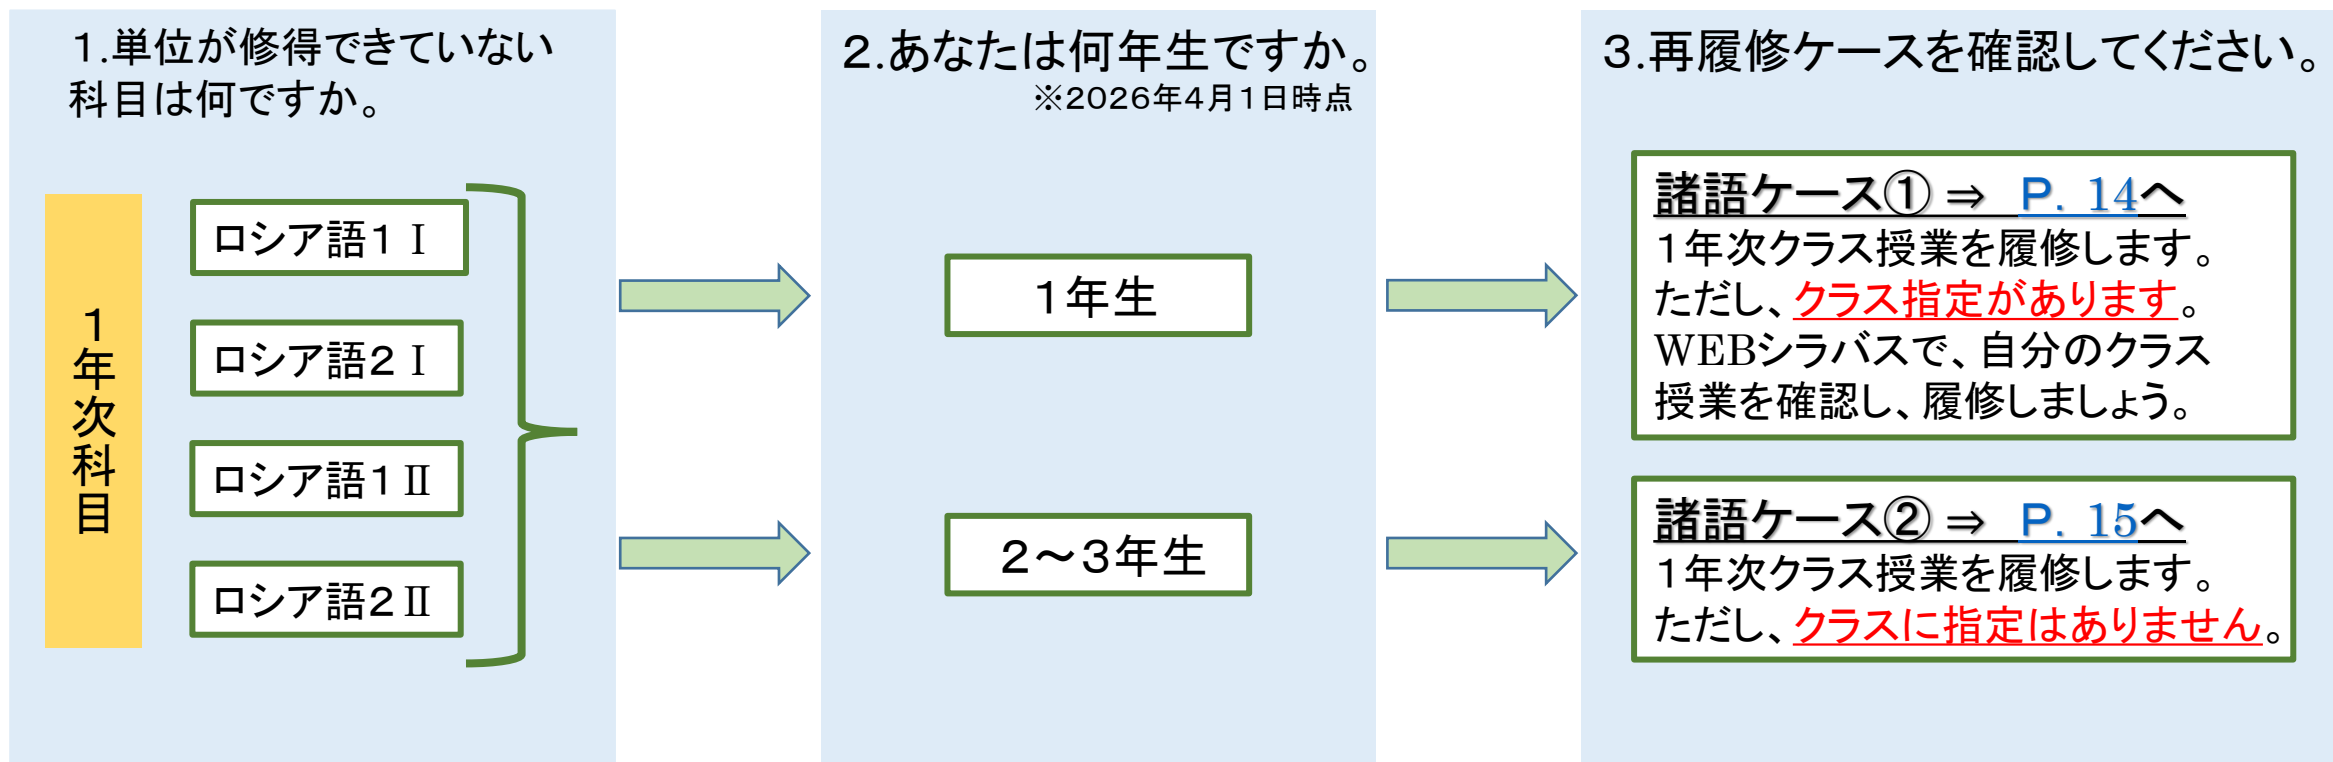 １.単位が修得できていない
科目は何ですか。
１年次科目
ロシア語１Ⅰ
ロシア語２Ⅰ
ロシア語１Ⅱ
ロシア語２Ⅱ
２.あなたは何年生ですか。
※２０２６年４月１日時点
１年生
２～３年生
３.再履修ケースを確認してください。
諸語ケース①⇒　Ｐ．14へ
１年次クラス授業を履修します。
ただし、クラス指定があります。
WEBシラバスで、自分のクラス
授業を確認し、履修しましょう。
諸語ケース②⇒　Ｐ．15へ
１年次クラス授業を履修します。
ただし、クラスに指定はありません。